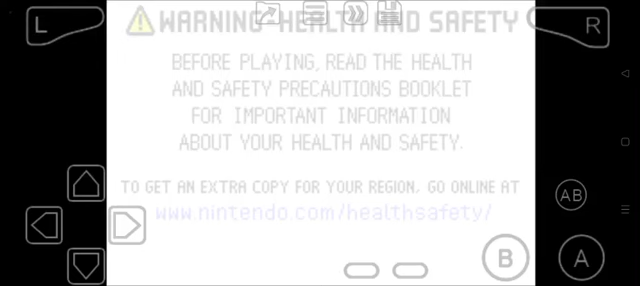 L
R
WARNING-HEALTH AND SAFETY
BEFORE PLAYING, READ THE HEALTH
AND SAFETY PRECAUTIONS BOOKLET
FOR IMPORTANT INFORMATION
ABOUT YOUR HEALTH AND SAFETY.
TO GET AN EXTRA COPY FOR YOUR REGION, GO ONLINE AT
www.nintendo.com/healthsafety/
AB
B
A